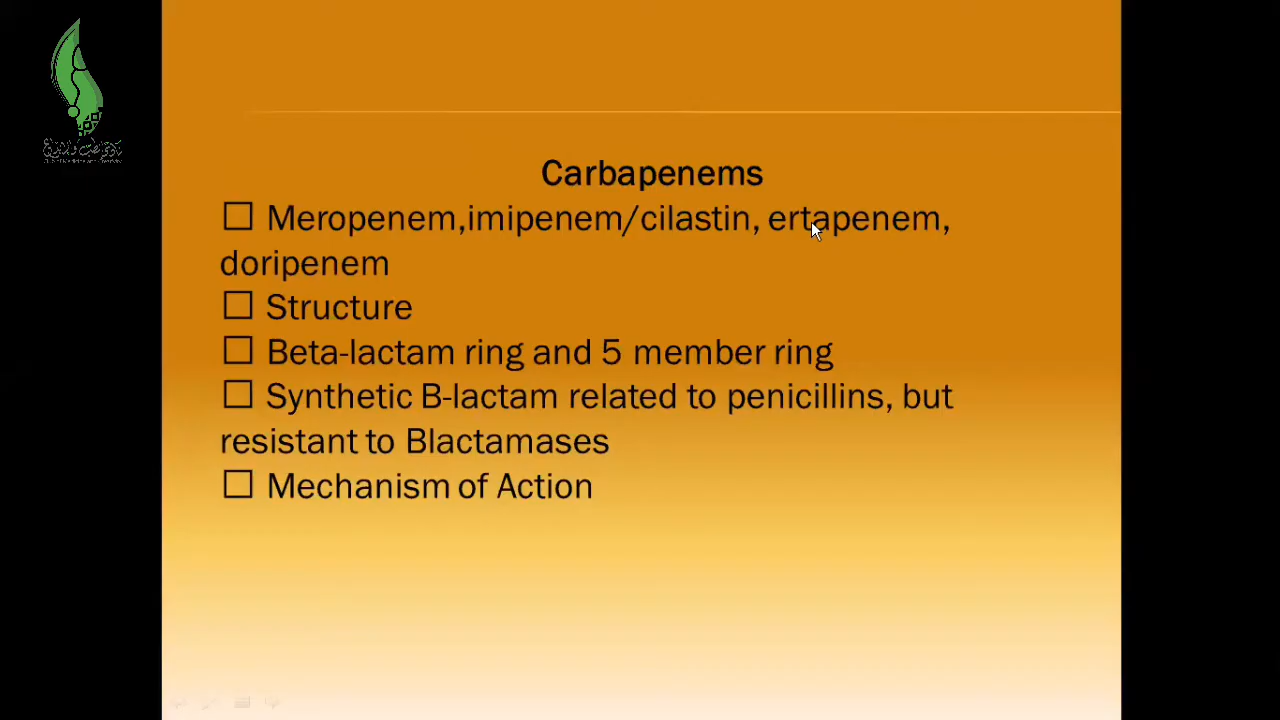 Carbapenems
☐ Meropenem,imipenem/cilastin, ertapenem,
doripenem
☐ Structure
☐ Beta-lactam ring and 5 member ring
☐ Synthetic B-lactam related to penicillins, but
resistant to Blactamases
☐ Mechanism of Action